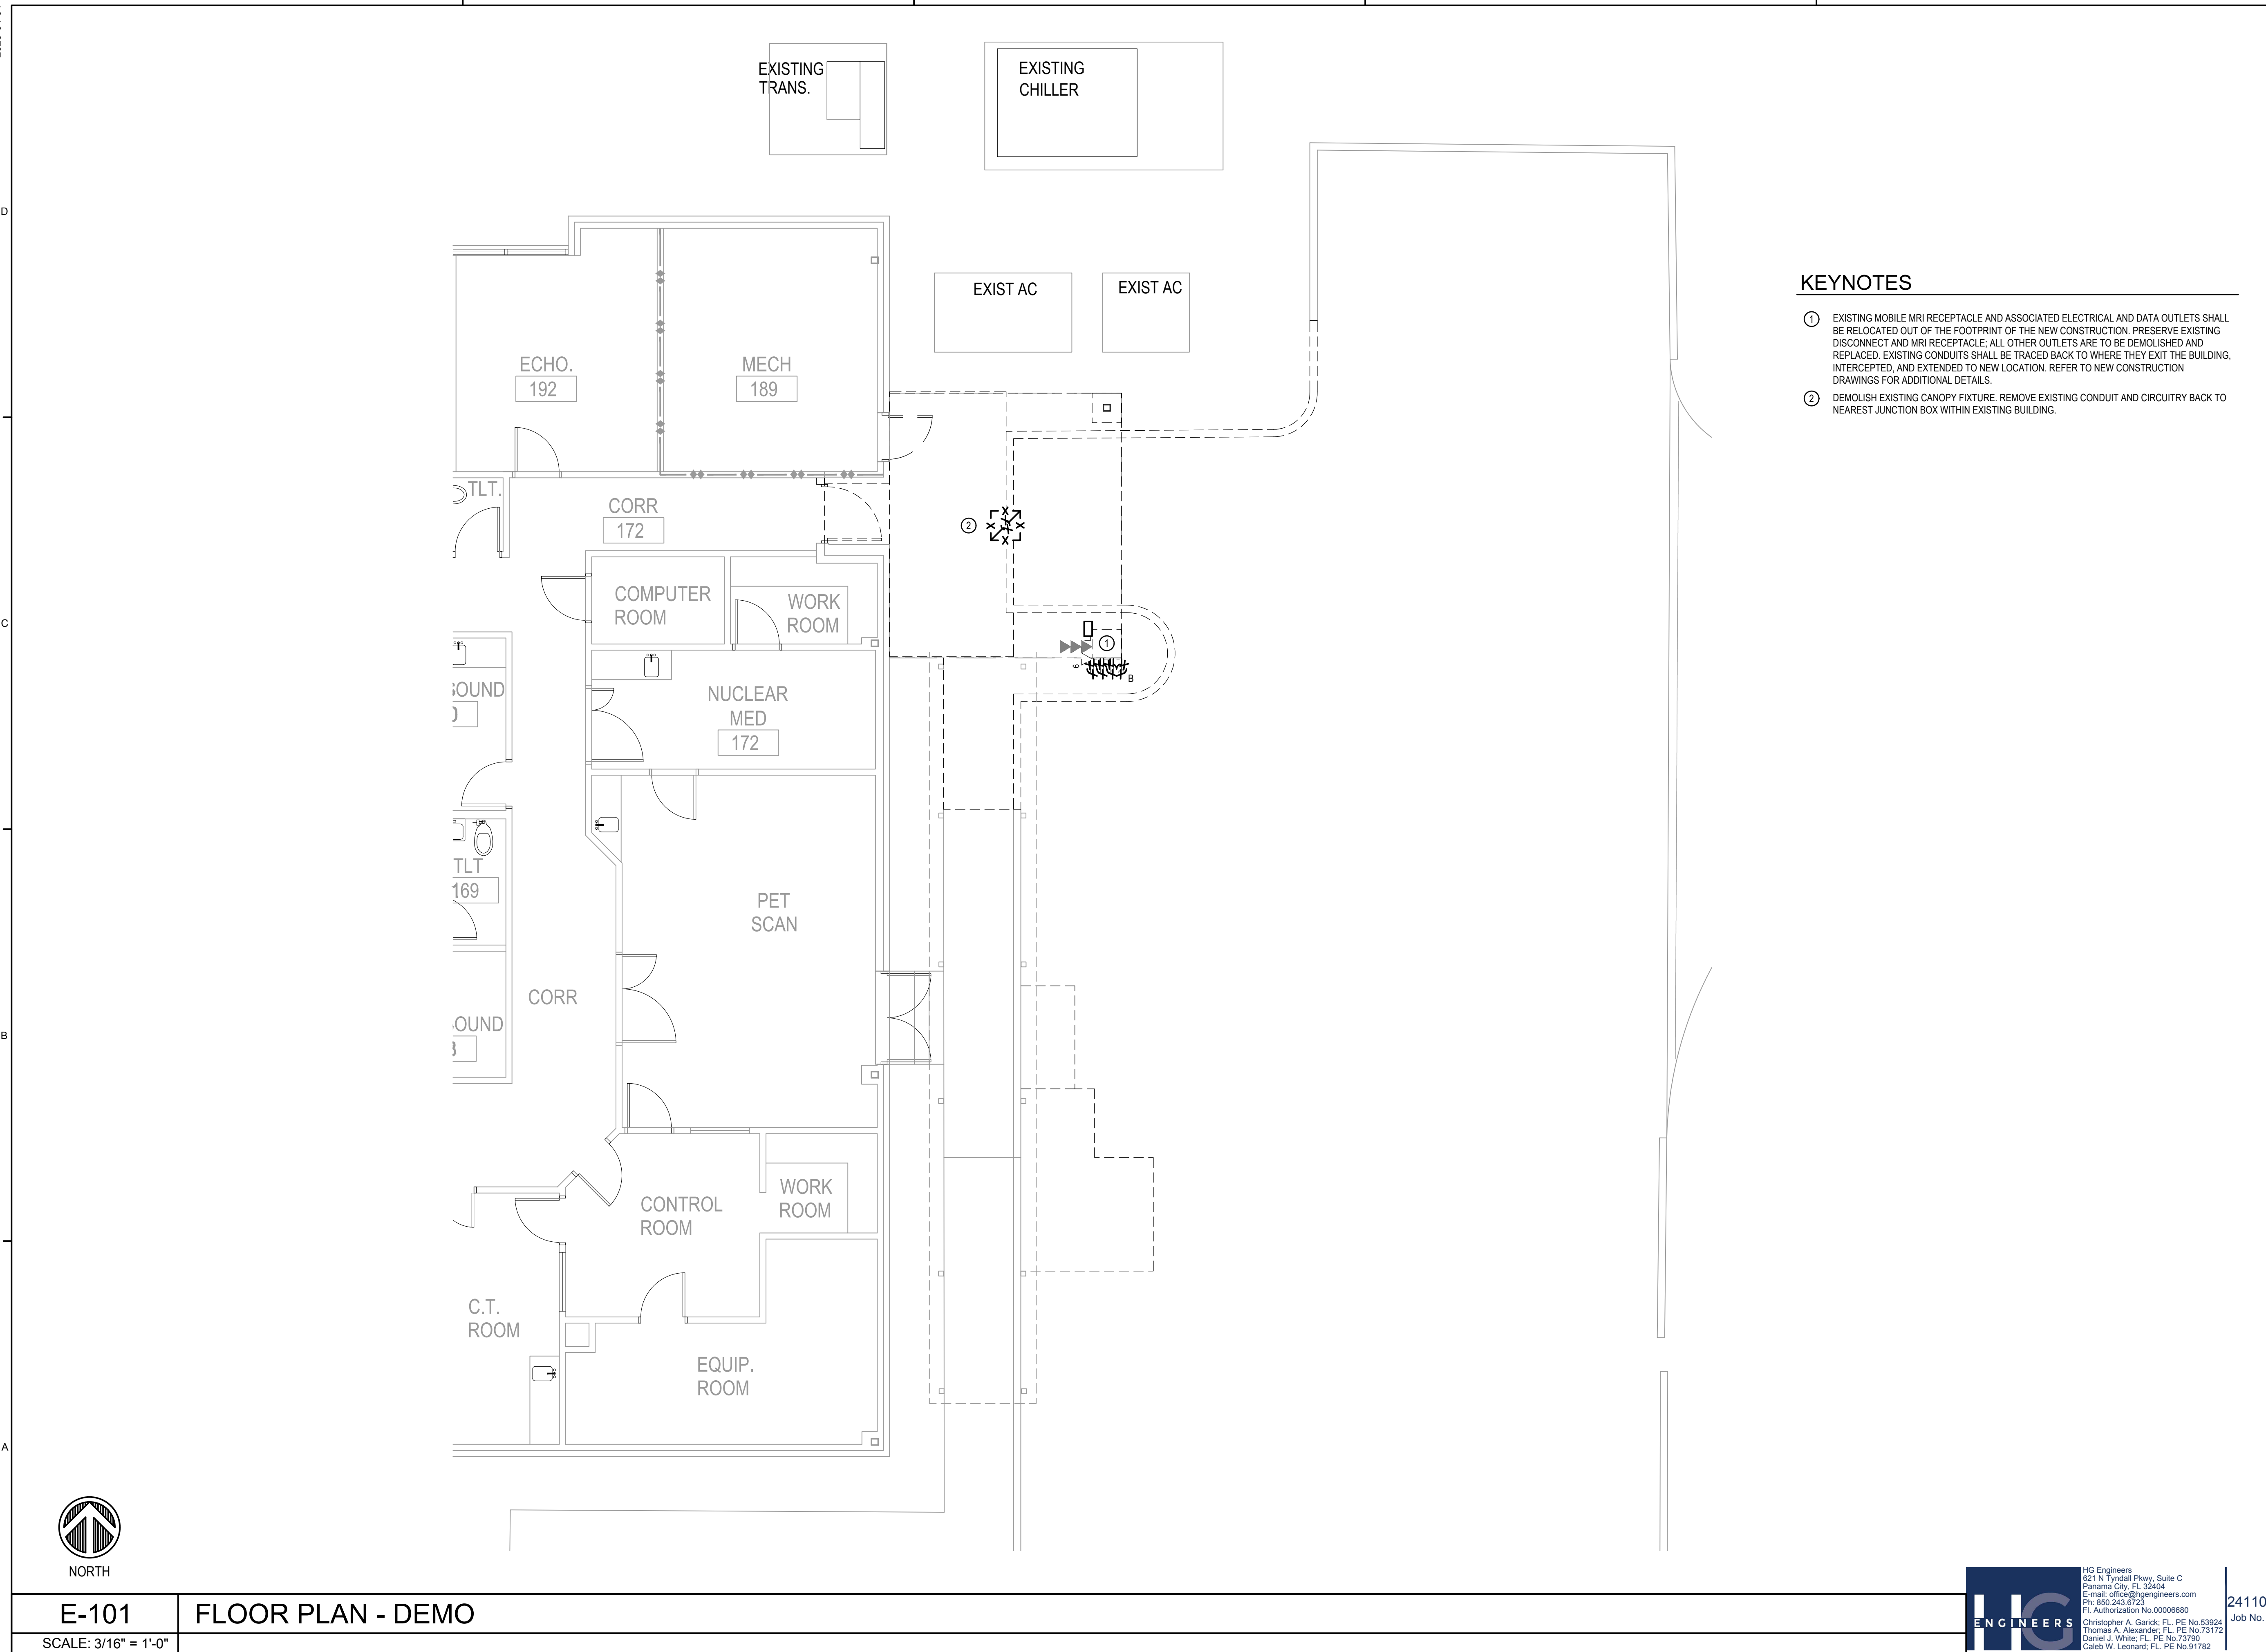 EXISTING
TRANS.
EXISTING
CHILLER
D
KEYNOTES
EXIST AC
EXIST AC
1 EXISTING MOBILE MRI RECEPTACLE AND ASSOCIATED ELECTRICAL AND DATA OUTLETS SHALL
BE RELOCATED OUT OF THE FOOTPRINT OF THE NEW CONSTRUCTION. PRESERVE EXISTING
DISCONNECT AND MRI RECEPTACLE; ALL OTHER OUTLETS ARE TO BE DEMOLISHED AND
REPLACED. EXISTING CONDUITS SHALL BE TRACED BACK TO WHERE THEY EXIT THE BUILDING,
INTERCEPTED, AND EXTENDED TO NEW LOCATION. REFER TO NEW CONSTRUCTION
DRAWINGS FOR ADDITIONAL DETAILS.
2 DEMOLISH EXISTING CANOPY FIXTURE. REMOVE EXISTING CONDUIT AND CIRCUITRY BACK TO
NEAREST JUNCTION BOX WITHIN EXISTING BUILDING.
ECHO.
192
MECH
189
TLT.
CORR
172
2
COMPUTER
ROOM
WORK
ROOM
C
1
6
B
OUND
NUCLEAR
MED
172
TLT
169
PET
SCAN
CORR
OUND
B
CONTROL
ROOM
WORK
ROOM
C.T.
ROOM
EQUIP.
ROOM
A
NORTH
E-101
FLOOR PLAN - DEMO
SCALE: 3/16" = 1'-0"
HG
ENGINEERS
HG Engineers
621 N Tyndall Pkwy, Suite C
Panama City, FL 32404
E-mail: office@hgengineers.com
Ph: 850.243.6723
Fl. Authorization No.00006680
Christopher A. Garick; FL. PE No.53924
Thomas A. Alexander; FL. PE No.73172
Daniel J. White; FL. PE No.73790
Caleb W. Leonard; FL. PE No.91782
24110
Job No.